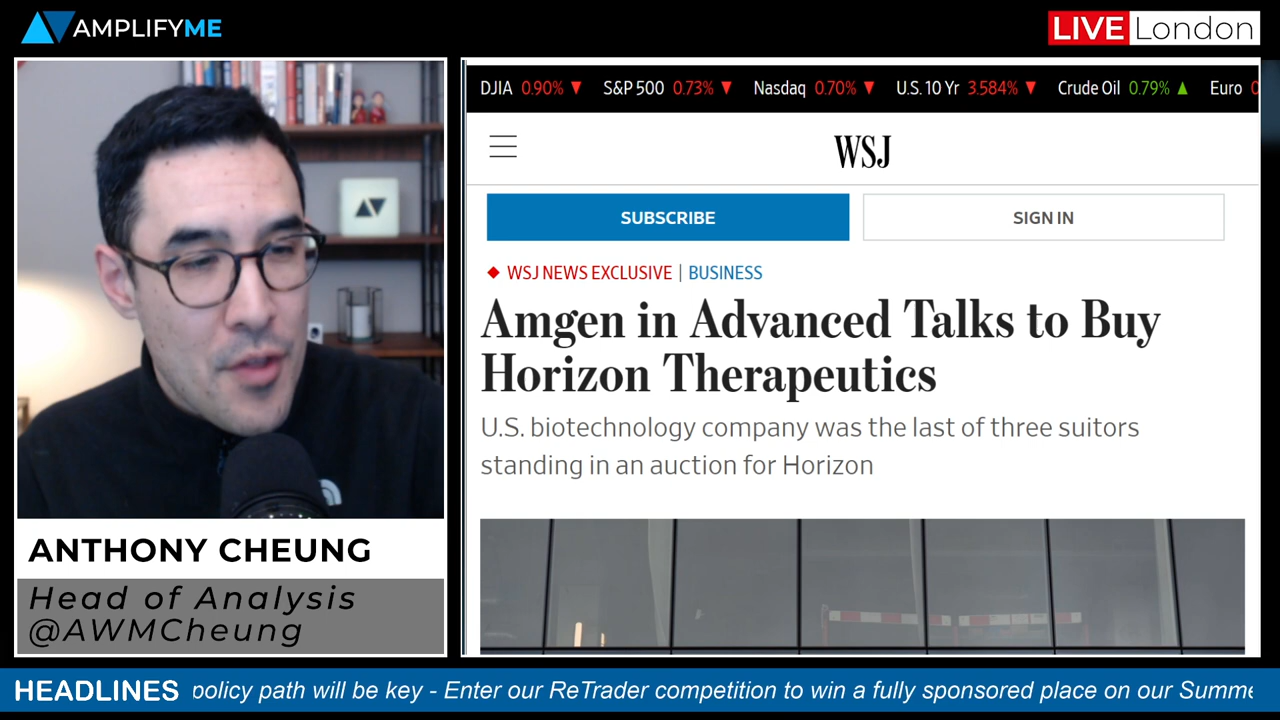 AMPLIFYME
LIVE London
DJIA 0.90% ▼ S&P 500 0.73% ▼ Nasdaq 0.70% ▼ U.S. 10 Yr 3.584% ▼ Crude Oil 0.79% ▲ Euro 0
WSJ
SUBSCRIBE SIGN IN
◆ WSJ NEWS EXCLUSIVE | BUSINESS
Amgen in Advanced Talks to Buy
Horizon Therapeutics
U.S. biotechnology company was the last of three suitors
standing in an auction for Horizon
ANTHONY CHEUNG
Head of Analysis
@AWMCheung
HEADLINES policy path will be key - Enter our ReTrader competition to win a fully sponsored place on our Summe